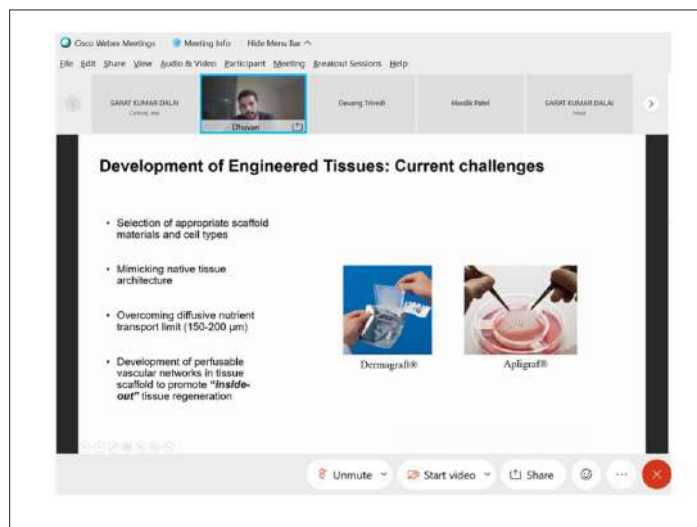 Cisco Webex Meetings Meeting Info Hide Menu Bar
File Edit Share View Audio & Video Participant Meeting Breakout Sessions Help
SARAT KUMAR DALAI
Cohost, me
Dhavan
Devang Trivedi
Hardik Patel
SARAT KUMAR DALAI
Host
Development of Engineered Tissues: Current challenges
• Selection of appropriate scaffold
materials and cell types
• Mimicking native tissue
architecture
• Overcoming diffusive nutrient
transport limit (150-200 µm)
• Development of perfusable
vascular networks in tissue
scaffold to promote "inside-
out" tissue regeneration
Dermagraft®
Apligraf®
Unmute
Start video
Share